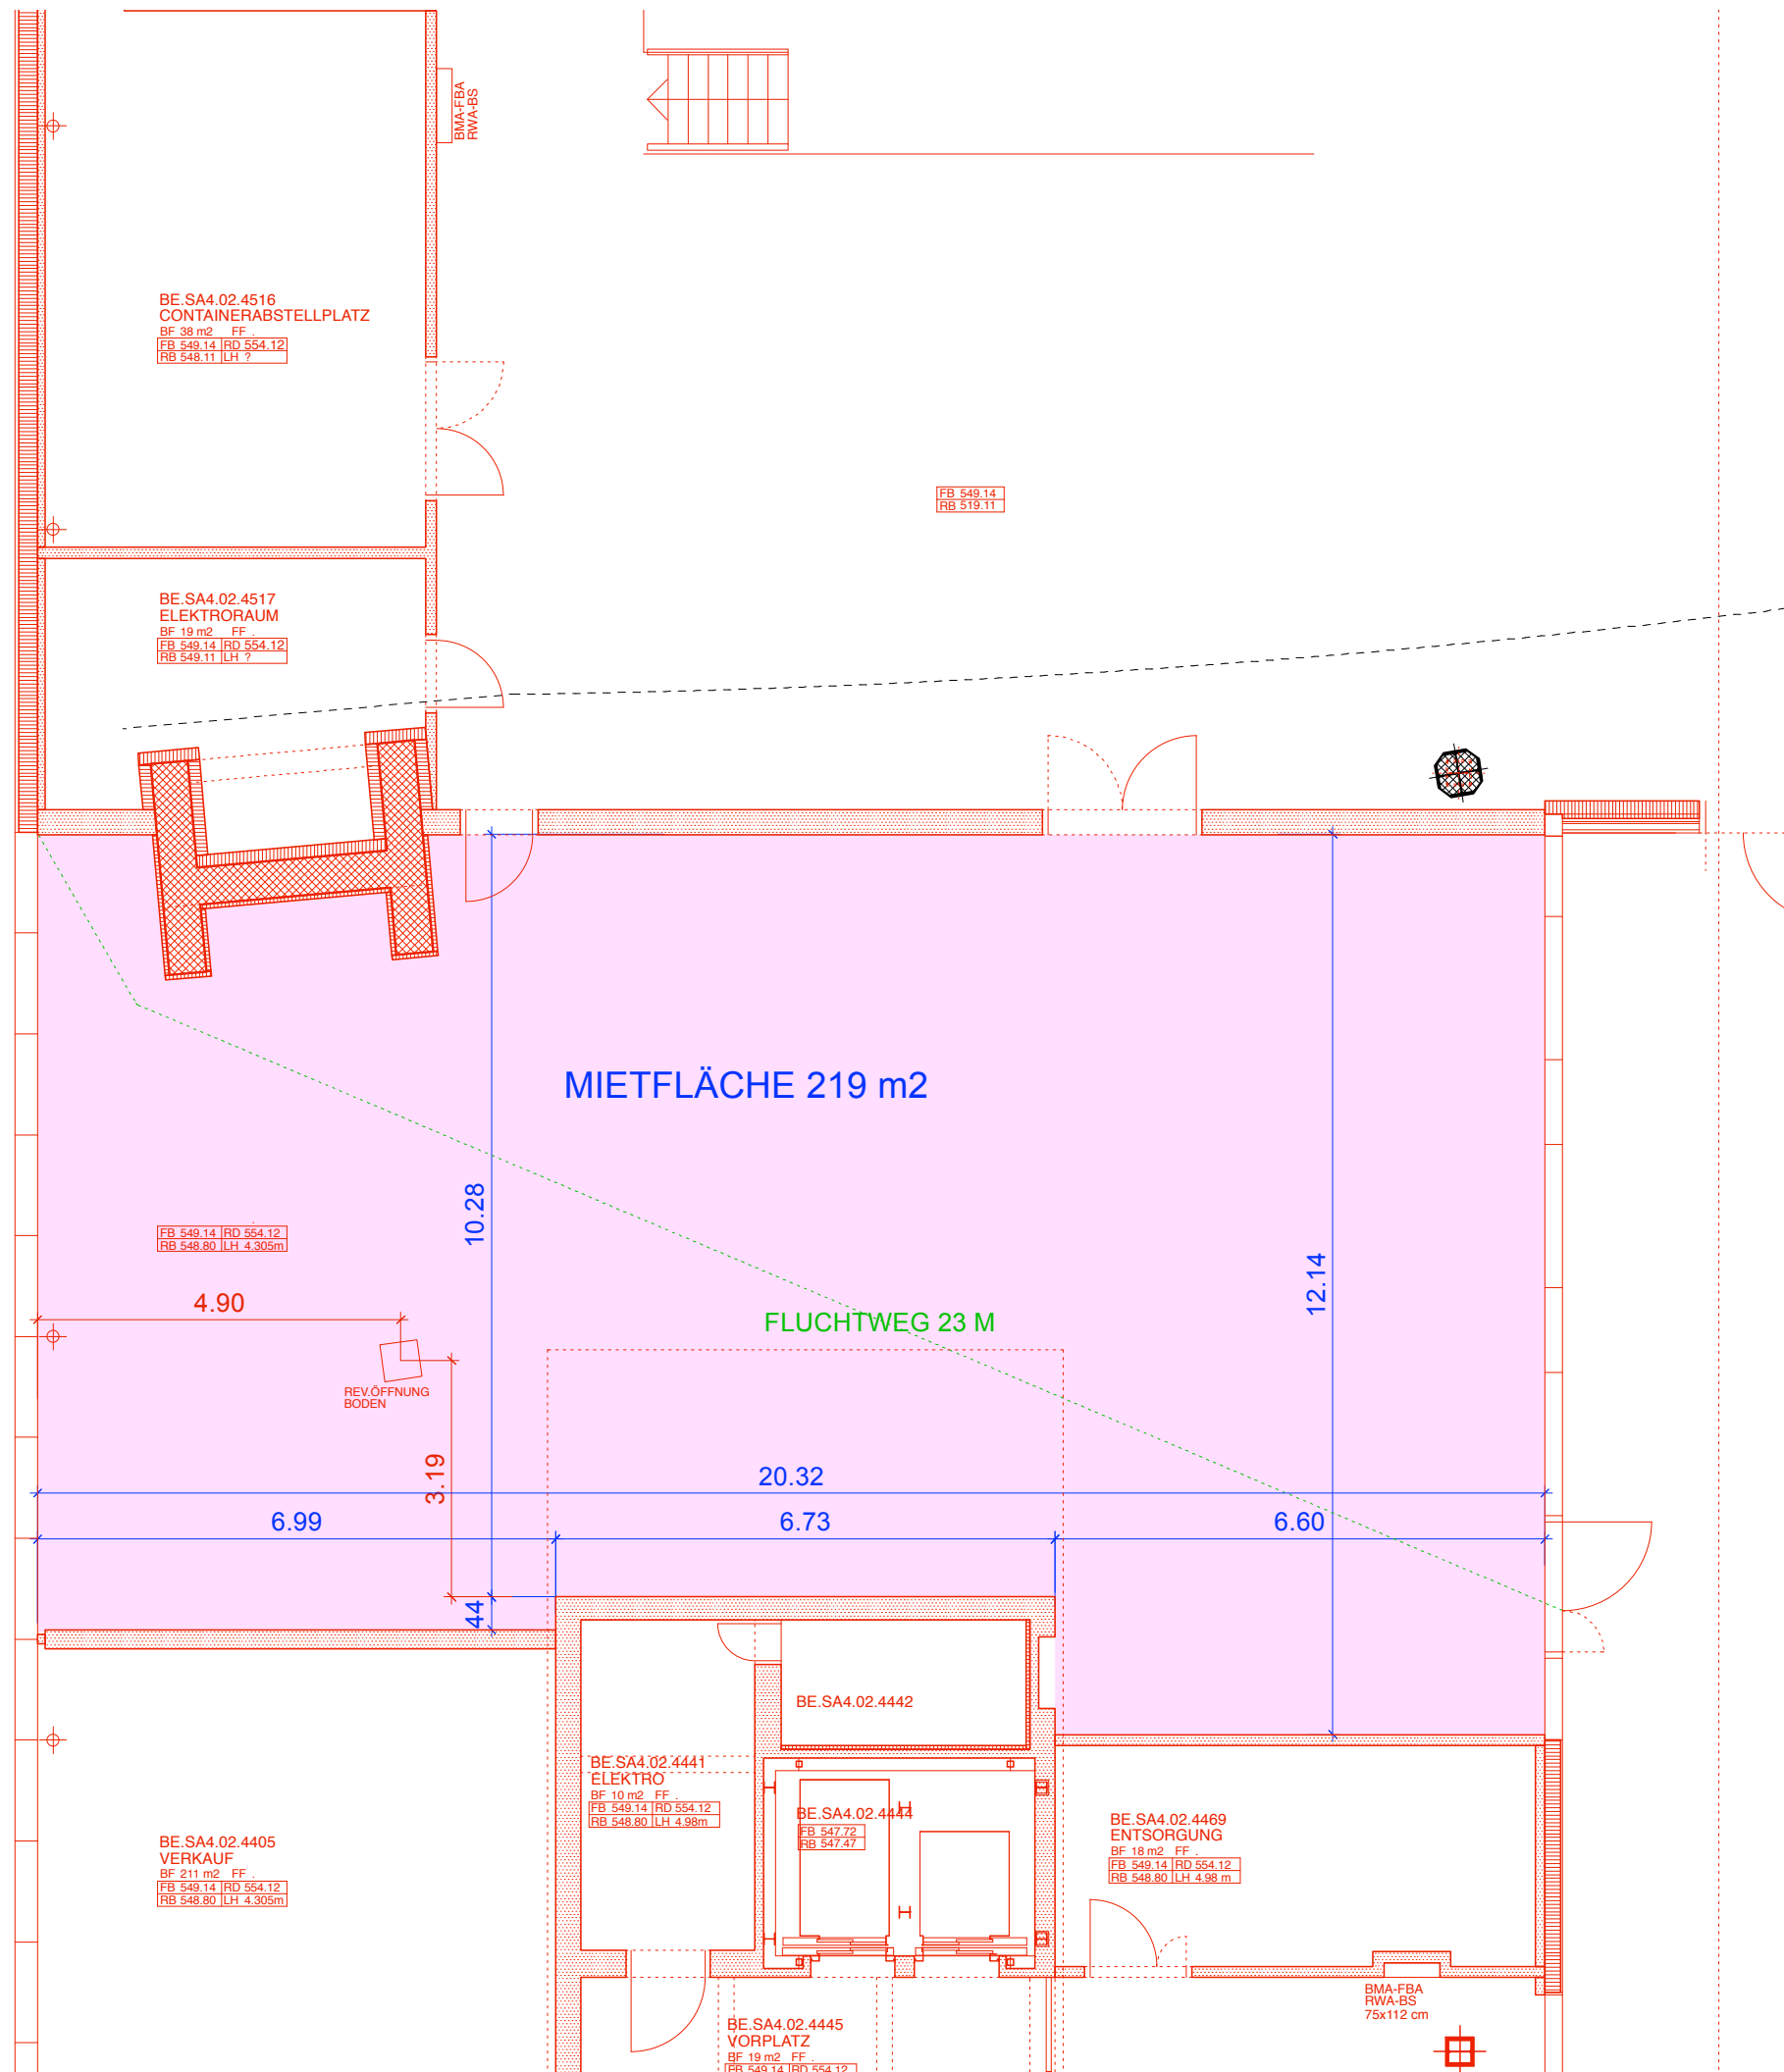 BMA-FBA
RWA-BS
BE.SA4.02.4516
CONTAINERABSTELLPLATZ
BF 38 m2 FF .
FB 549.14 RD 554.12
RB 548.11 LH ?
FB 549.14
RB 519.11
BE.SA4.02.4517
ELEKTRORAUM
BF 19 m2 FF .
FB 549.14 RD 554.12
RB 549.11 LH ?
MIETFLÄCHE 219 m2
10.28
12.14
FB 549.14 RD 554.12
RB 548.80 LH 4.305m
4.90
FLUCHTWEG 23 M
REV.ÖFFNUNG
BODEN
3.19
20.32
6.99
6.73
6.60
44
BE.SA4.02.4442
BE.SA4.02.4441
ELEKTRO
BF 10 m2 FF .
FB 549.14 RD 554.12
RB 548.80 LH 4.98m
BE.SA4.02.4444
FB 547.72
RB 547.47
BE.SA4.02.4469
ENTSORGUNG
BF 18 m2 FF .
FB 549.14 RD 554.12
RB 548.80 LH 4.98 m
BE.SA4.02.4405
VERKAUF
BF 211 m2 FF .
FB 549.14 RD 554.12
RB 548.80 LH 4.305m
BMA-FBA
RWA-BS
75x112 cm
BE.SA4.02.4445
VORPLATZ
BF 19 m2 FF .
FB 549.14 RD 554.12